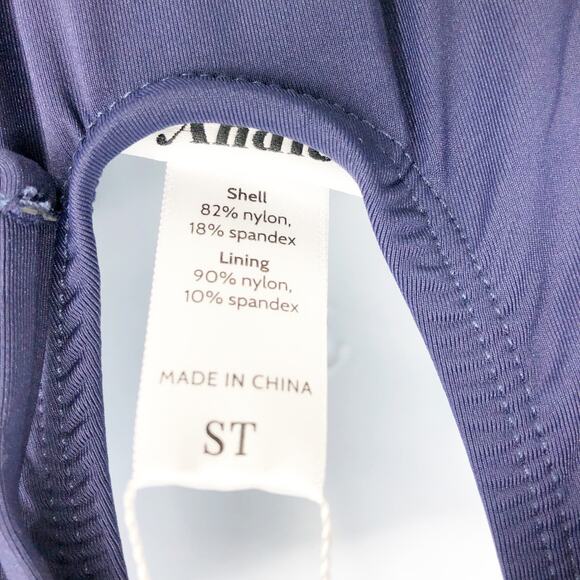 Shell
82% nylon,
18% spandex
Lining
90% nylon,
10% spandex
MADE IN CHINA
ST